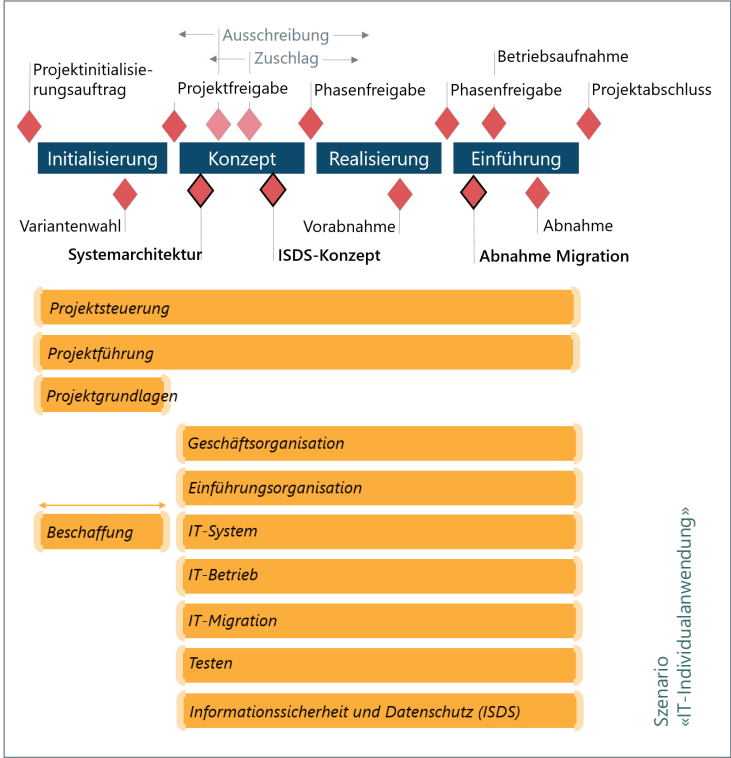 Ausschreibung
Zuschlag
Betriebsaufnahme
Projektinitialisie-
rungsauftrag
Projektfreigabe
Phasenfreigabe
Phasenfreigabe
Projektabschluss
Initialisierung
Konzept
Realisierung
Einführung
Variantenwahl
Vorabnahme
Abnahme
Systemarchitektur
ISDS-Konzept
Abnahme Migration
Projektsteuerung
Projektführung
Projektgrundlagen
Geschäftsorganisation
Einführungsorganisation
Beschaffung
IT-System
IT-Betrieb
IT-Migration
Testen
Informationssicherheit und Datenschutz (ISDS)
Szenario
«IT-Individualanwendung»